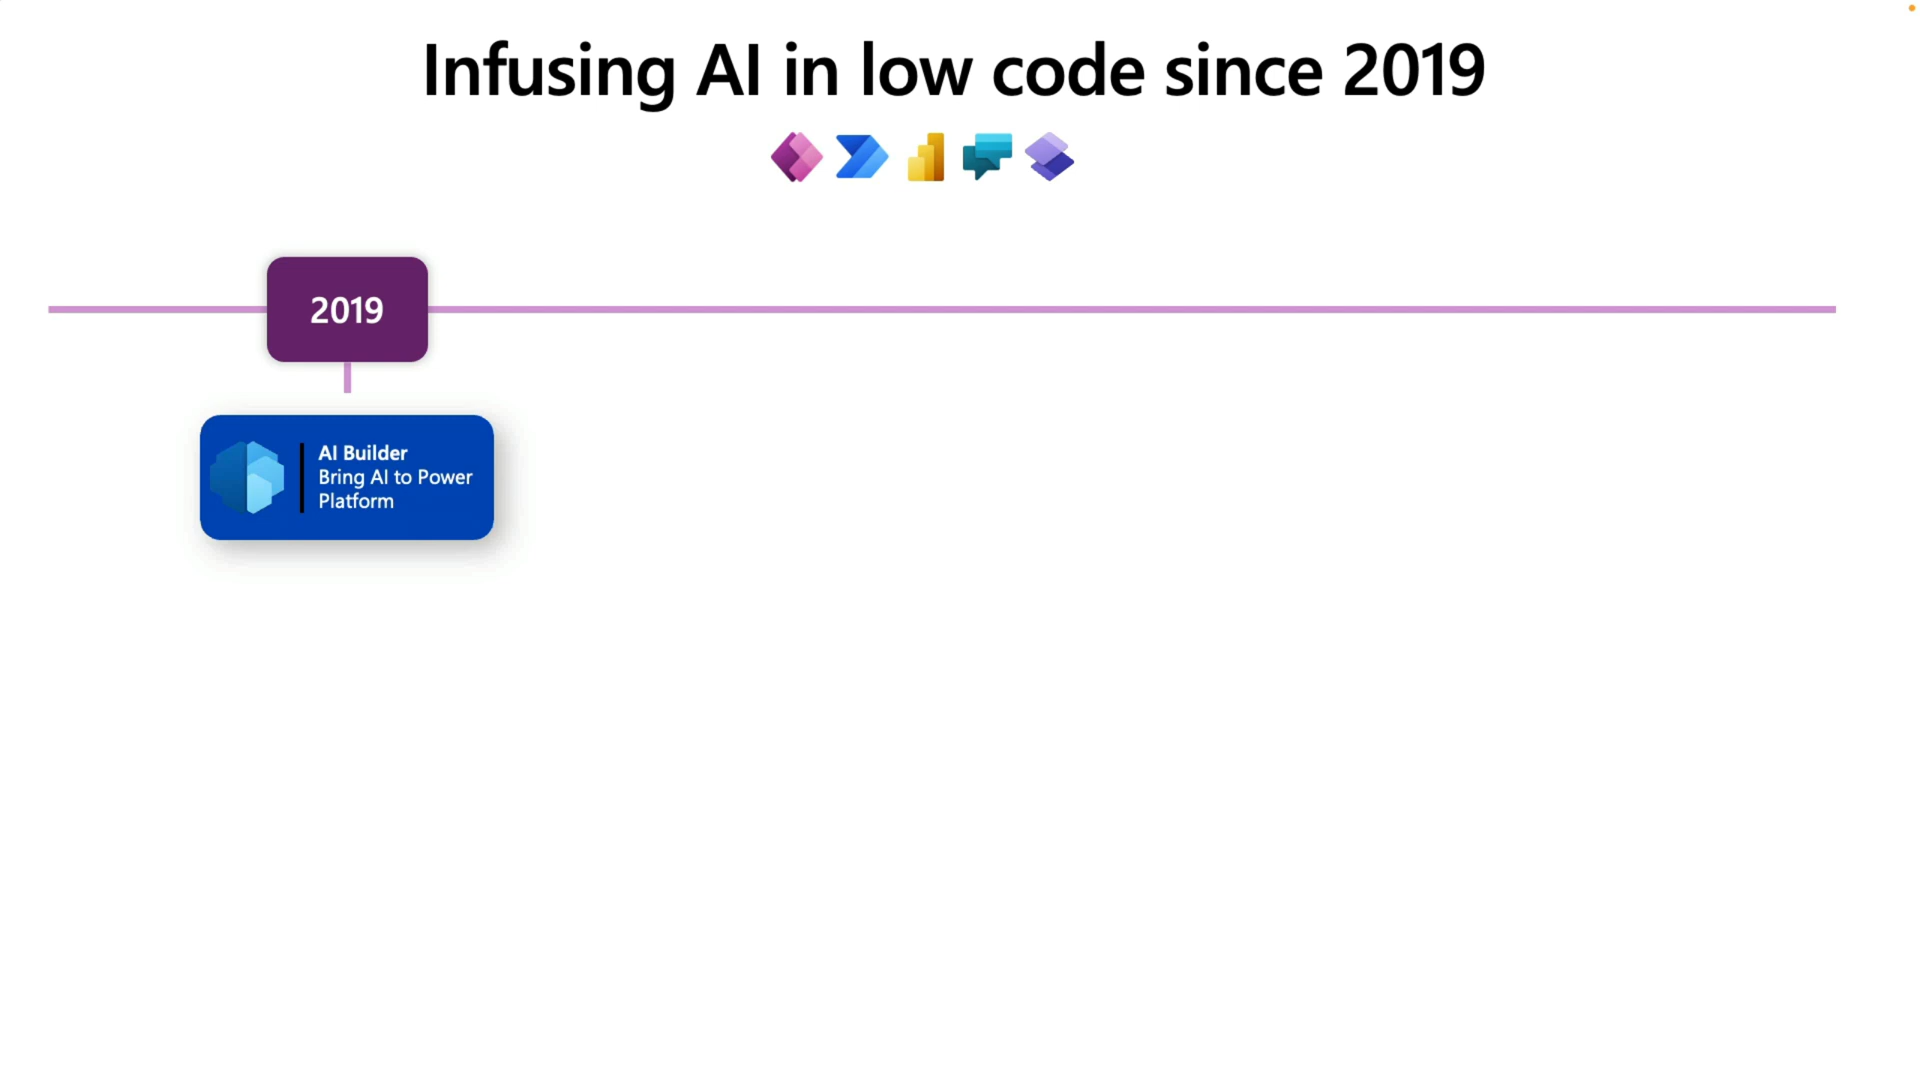 Infusing AI in low code since 2019
2019
AI Builder
Bring AI to Power
Platform